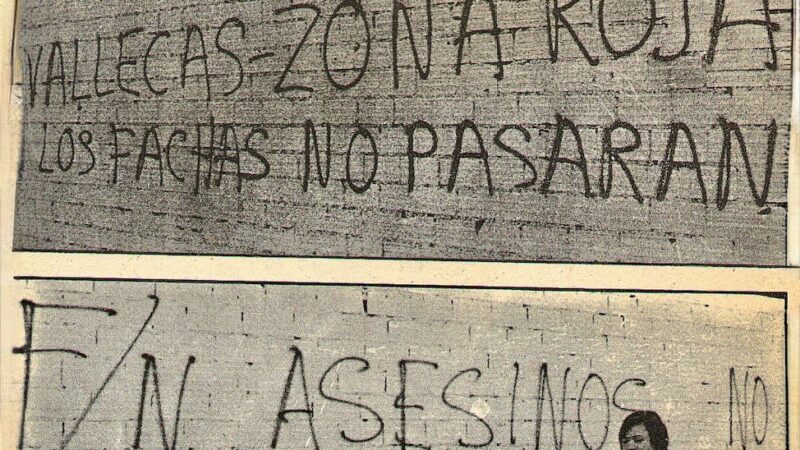 VALLECAS=ZONA ROJA
LOS FACHAS NO PASARAN
F/N ASESINOS NO